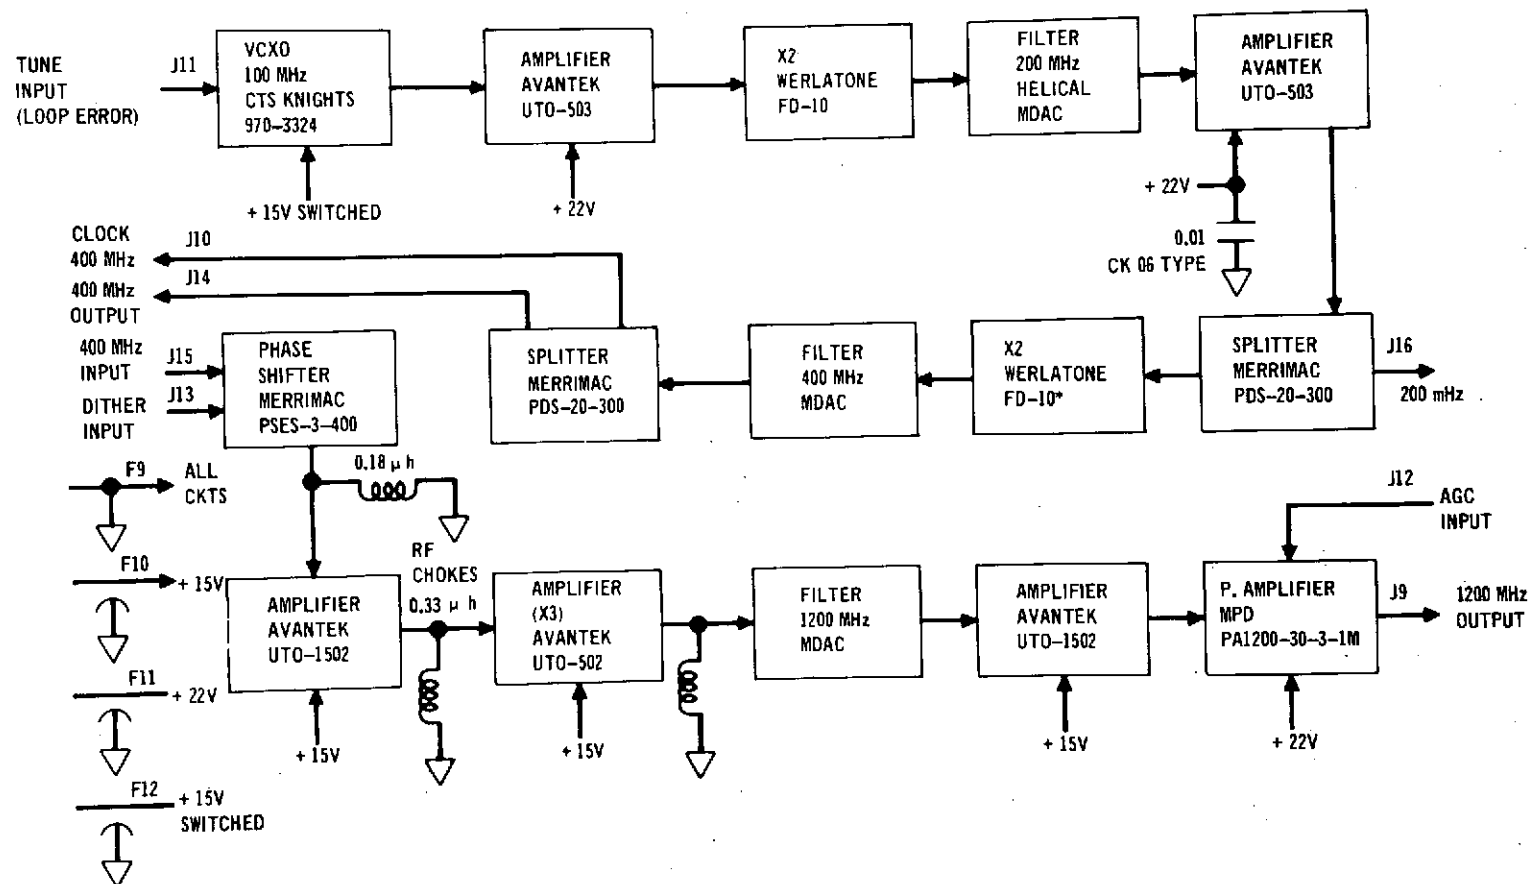 TUNE
INPUT
(LOOP ERROR)
J11
VCXO
100 MHz
CTS KNIGHTS
970-3324
+ 15V SWITCHED
AMPLIFIER
AVANTEK
UTO-503
+ 22V
X2
WERLATONE
FD-10
FILTER
200 MHz
HELICAL
MDAC
AMPLIFIER
AVANTEK
UTO-503
+ 22V
0.01
CK 06 TYPE
CLOCK
400 MHz
J10
400 MHz
OUTPUT
J14
400 MHz
INPUT
J15
DITHER
INPUT
J13
PHASE
SHIFTER
MERRIMAC
PSES-3-400
SPLITTER
MERRIMAC
PDS-20-300
FILTER
400 MHz
MDAC
X2
WERLATONE
FD-10*
SPLITTER
MERRIMAC
PDS-20-300
J16
200 mHz
0.18 μ h
F9
ALL
CKTS
F10
+ 15V
F11
+ 22V
F12
+ 15V
SWITCHED
AMPLIFIER
AVANTEK
UTO-1502
+ 15V
RF
CHOKES
0.33 μ h
AMPLIFIER
(X3)
AVANTEK
UTO-502
+ 15V
FILTER
1200 MHz
MDAC
AMPLIFIER
AVANTEK
UTO-1502
+ 15V
J12
AGC
INPUT
P. AMPLIFIER
MPD
PA1200-30-3-1M
+ 22V
J9
1200 MHz
OUTPUT